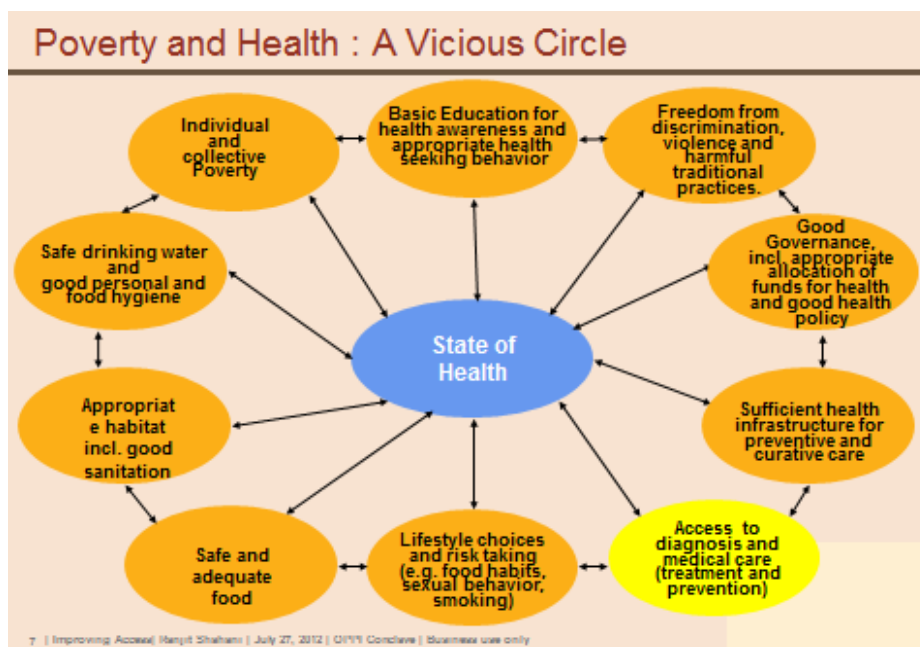 Poverty and Health : A Vicious Circle
Individual
and
collective
Poverty
Basic Education for
health awareness and
appropriate health
seeking behavior
Freedom from
discrimination,
violence and
harmful
traditional
practices.
Safe drinking water
and
good personal and
food hygiene
Good
Governance,
incl. appropriate
allocation of
funds for health
and good health
policy
State of
Health
Appropriat
e habitat
incl. good
sanitation
Sufficient health
infrastructure for
preventive and
curative care
Safe and
adequate
food
Lifestyle choices
and risk taking
(e.g. food habits,
sexual behavior,
smoking)
Access to
diagnosis and
medical care
(treatment and
prevention)
7 | Improving Access| Ranjit Shahani | July 27, 2012 | OPPI Conclave | Business use only